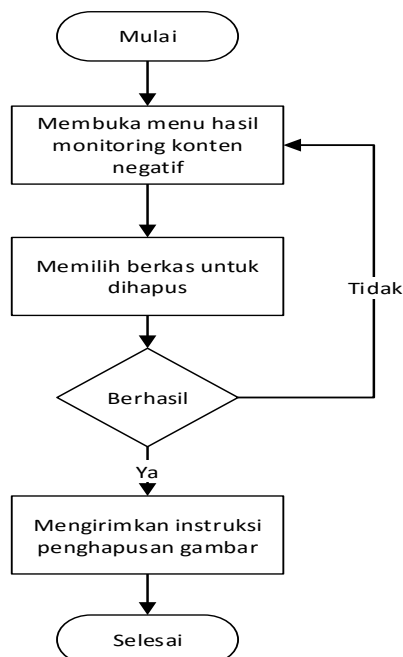 Mulai
Membuka menu hasil
monitoring konten
negatif
Memilih berkas untuk
dihapus
Tidak
Berhasil
Ya
Mengirimkan instruksi
penghapusan gambar
Selesai